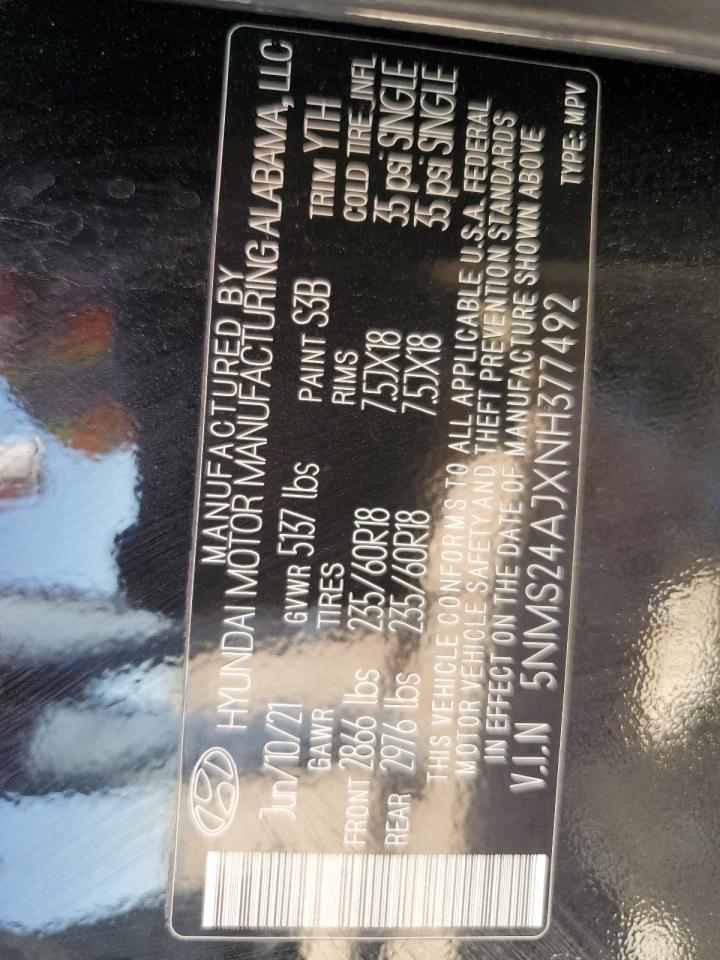 MANUFACTURED BY
HYUNDAI MOTOR MANUFACTURING ALABAMA, LLC
Jun/10/21 GVWR 5137 lbs PAINT S3B TRIM YTH
GAWR TIRES RIMS COLD TIRE INFL
FRONT 2866 lbs 235/60R18 7.5JX18 35 psi SINGLE
REAR 2976 lbs 235/60R18 7.5JX18 35 psi SINGLE
THIS VEHICLE CONFORMS TO ALL APPLICABLE U.S.A. FEDERAL
MOTOR VEHICLE SAFETY AND THEFT PREVENTION STANDARDS
IN EFFECT ON THE DATE OF MANUFACTURE SHOWN ABOVE
V.I.N 5NMS24AJXNH377492 TYPE: MPV